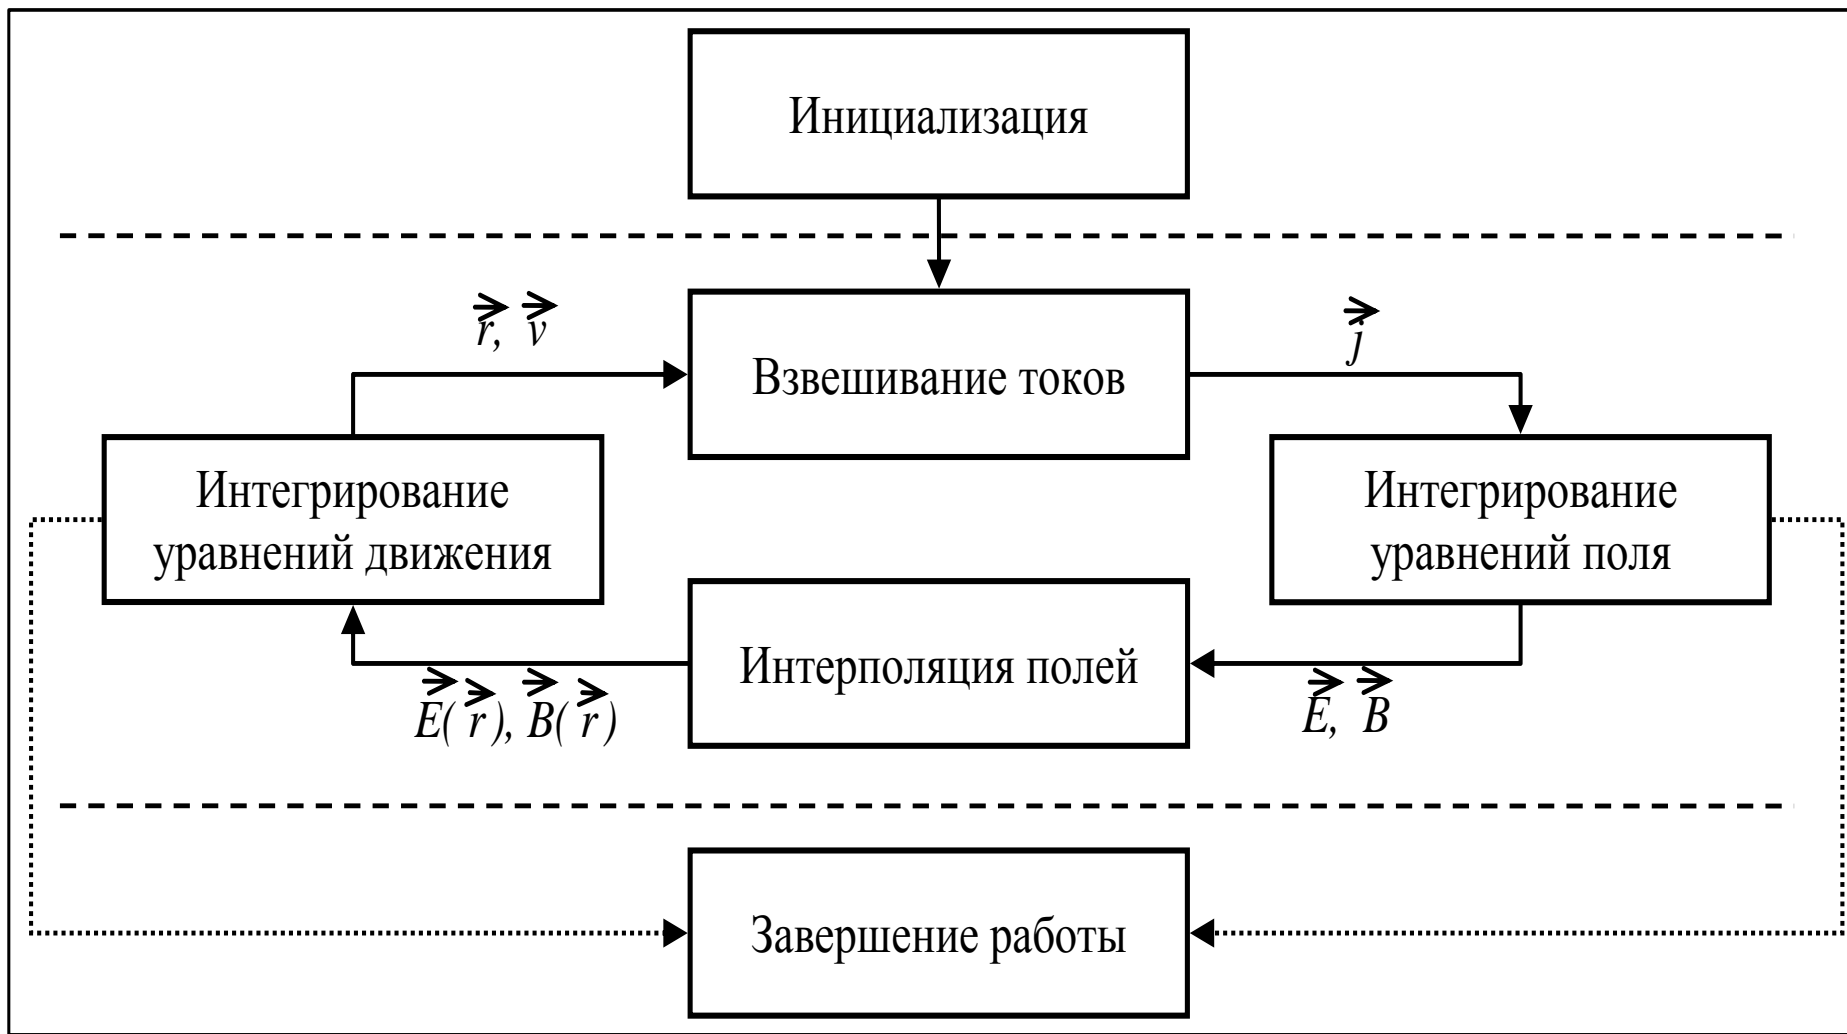 Инициализация
r⃗, v⃗
j⃗
Взвешивание токов
Интегрирование
уравнений движения
Интегрирование
уравнений поля
Интерполяция полей
E⃗( r⃗ ), B⃗( r⃗ )
E⃗, B⃗
Завершение работы